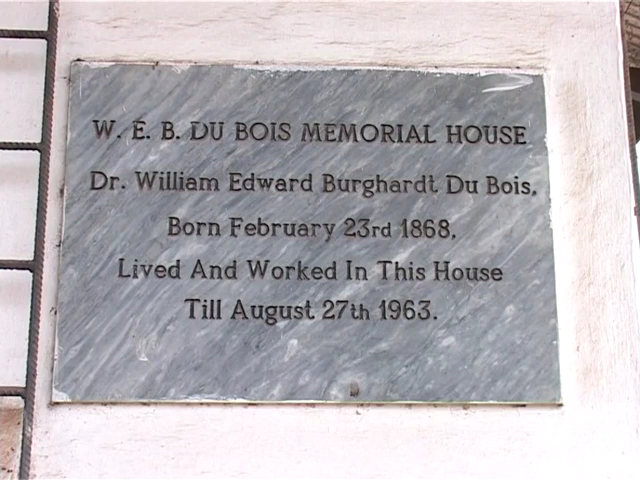 W. E. B. DU BOIS MEMORIAL HOUSE
Dr. William Edward Burghardt Du Bois,
Born February 23rd 1868,
Lived And Worked In This House
Till August 27th 1963.